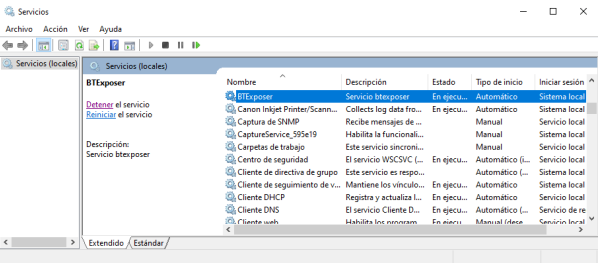 Servicios
Archivo Acción Ver Ayuda
Servicios (locales)
Servicios (locales)
BTExposer
Detener el servicio
Reiniciar el servicio
Descripción:
Servicio btexposer
Nombre Descripción Estado Tipo de inicio Iniciar sesión
BTExposer Servicio btexposer En ejecu... Automático Sistema local
Canon Inkjet Printer/Scann... Collects log data fro... En ejecu... Automático Sistema local
Captura de SNMP Recibe mensajes de ... Manual Servicio local
CaptureService_595e19 Habilita la funcionali... Manual Sistema local
Carpetas de trabajo Este servicio sincroni... Manual Servicio local
Centro de seguridad El servicio WSCSVC (... En ejecu... Automático (i... Servicio local
Cliente de directiva de grupo Este servicio es respo... Automático (... Sistema local
Cliente de seguimiento de v... Mantiene los vínculo... En ejecu... Automático Sistema local
Cliente DHCP Registra y actualiza l... En ejecu... Automático Servicio local
Cliente DNS El servicio Cliente D... En ejecu... Automático (... Servicio de re
Cliente web Habilita los program... En ejecu... Manual (dese... Servicio local
Extendido Estándar